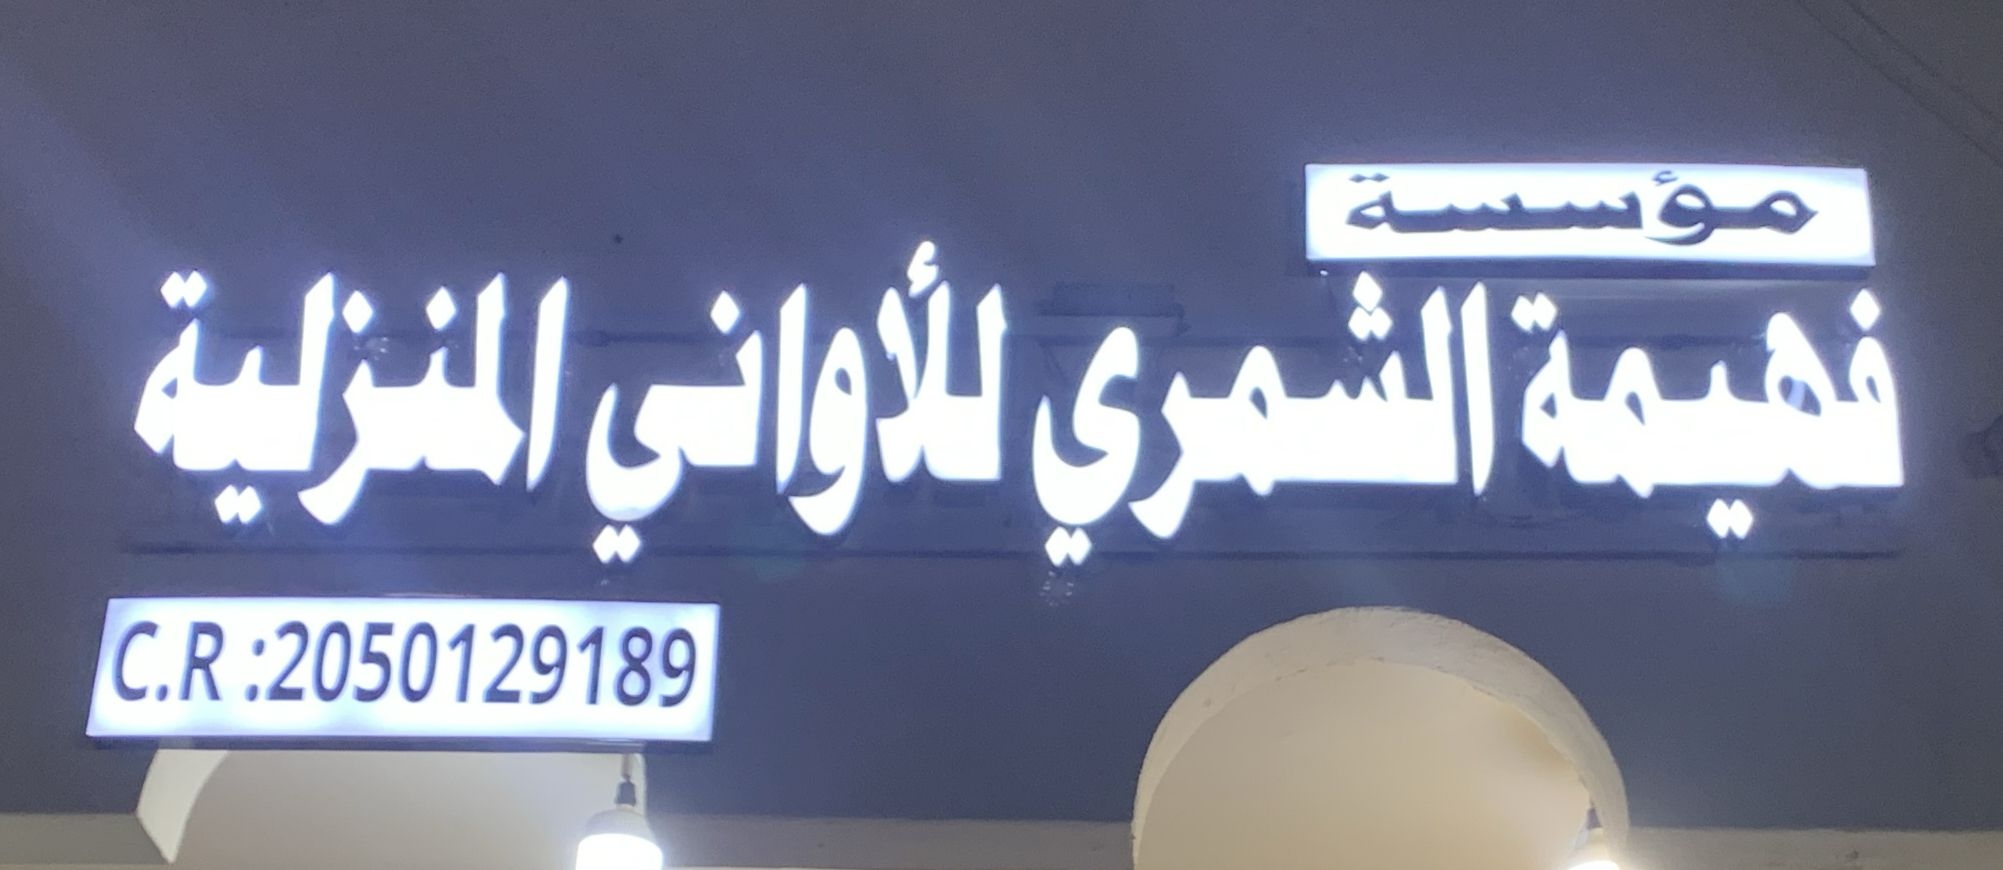 مؤسسة
فهيمة الشمري للأواني المنزلية
C.R :2050129189